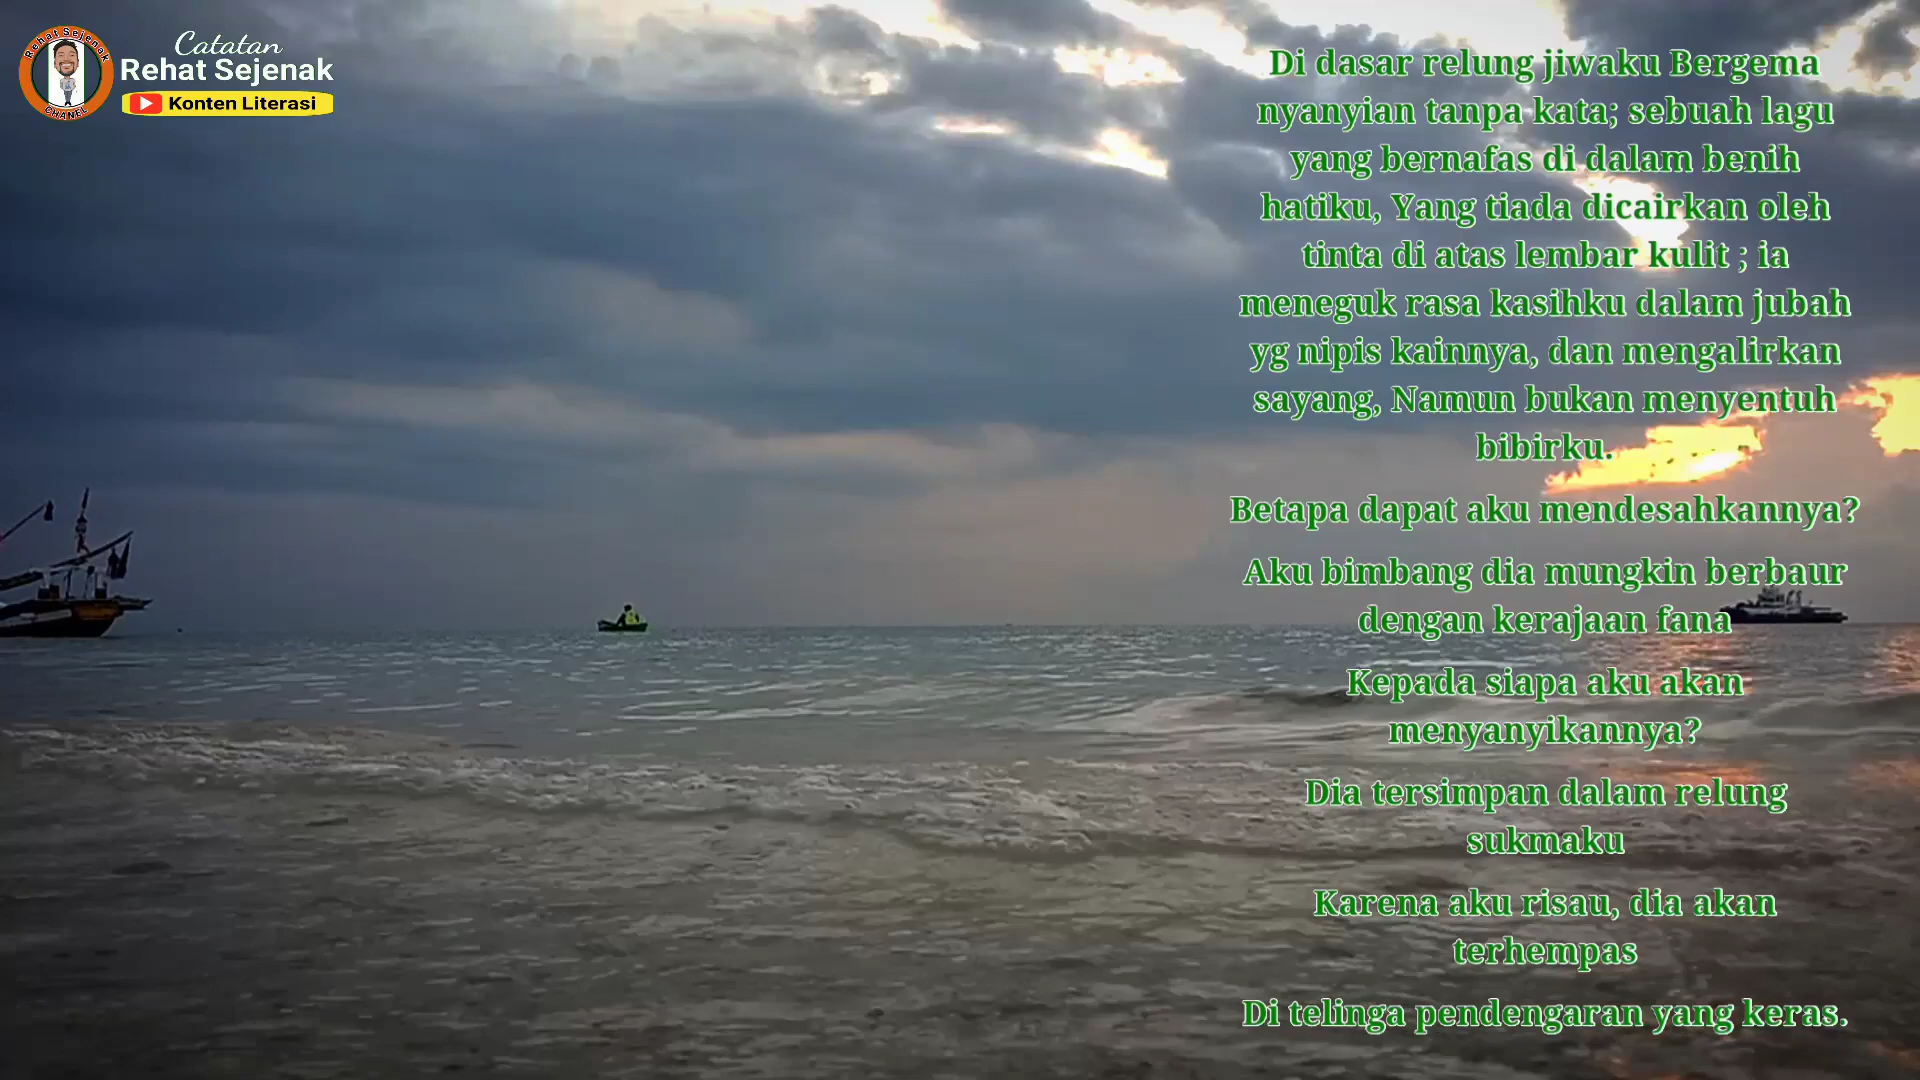 Rehat Sejenak
CHANEL
Catatan
Rehat Sejenak
Konten Literasi
Di dasar relung jiwaku Bergema
nyanyian tanpa kata; sebuah lagu
yang bernafas di dalam benih
hatiku, Yang tiada dicairkan oleh
tinta di atas lembar kulit ; ia
meneguk rasa kasihku dalam jubah
yg nipis kainnya, dan mengalirkan
sayang, Namun bukan menyentuh
bibirku.
Betapa dapat aku mendesahkannya?
Aku bimbang dia mungkin berbaur
dengan kerajaan fana
Kepada siapa aku akan
menyanyikannya?
Dia tersimpan dalam relung
sukmaku
Karena aku risau, dia akan
terhempas
Di telinga pendengaran yang keras.